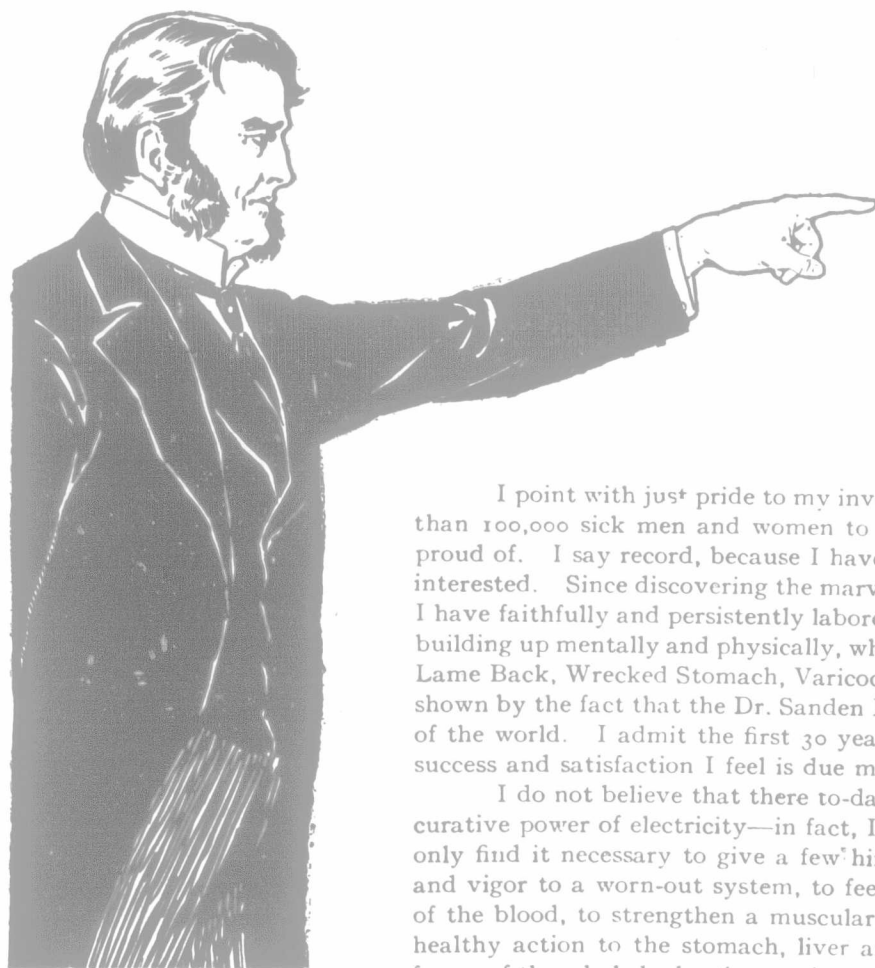 I point with just pride to my inv
than 100,000 sick men and women to
proud of. I say record, because I have
interested. Since discovering the marv
I have faithfully and persistently labore
building up mentally and physically, wh
Lame Back, Wrecked Stomach, Varicoc
shown by the fact that the Dr. Sanden
of the world. I admit the first 30 yea
success and satisfaction I feel is due m
I do not believe that there to-da
curative power of electricity—in fact, I
only find it necessary to give a few hi
and vigor to a worn-out system, to fee
of the blood, to strengthen a muscular
healthy action to the stomach, liver a